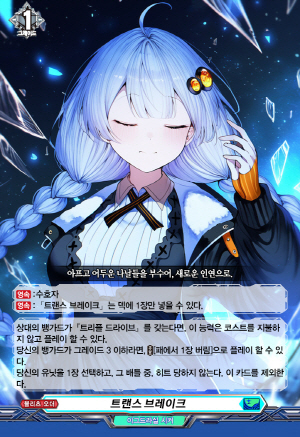 1
그레이드
아프고 어두운 나날들을 부수어, 새로운 인연으로.
영속 :수호자
영속 :「트랜스 브레이크」는 덱에 1장만 넣을 수 있다.
상대의 뱅가드가「트리플 드라이브」를 갖는다면, 이 능력은 코스트를 지불하
지 않고 플레이 할 수 있다.
당신의 뱅가드가 그레이드 3 이하라면, [패에서 1장 버림]으로 플레이 할 수 있
다.
당신의 유닛을 1장 선택하고, 그 배틀 중, 히트 당하지 않는다. 이 카드를 제외한
다.
블리츠 오더
트랜스 브레이크